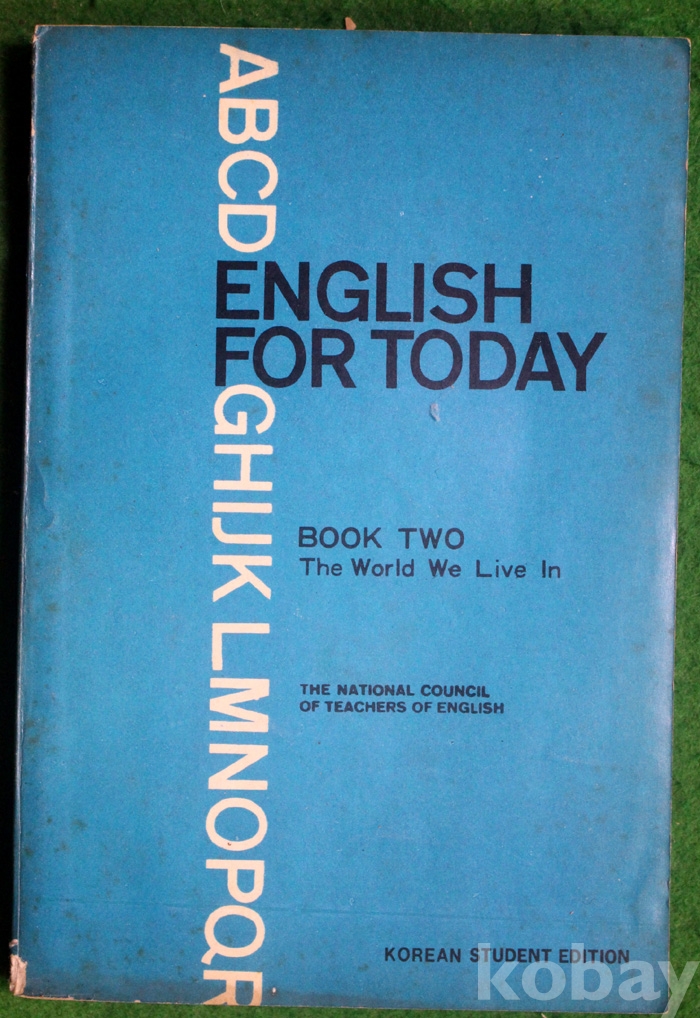 ABCD
ENGLISH
FOR TODAY
GHIJK LMNOPQR
BOOK TWO
The World We Live In
THE NATIONAL COUNCIL
OF TEACHERS OF ENGLISH
KOREAN STUDENT EDITION
kobay